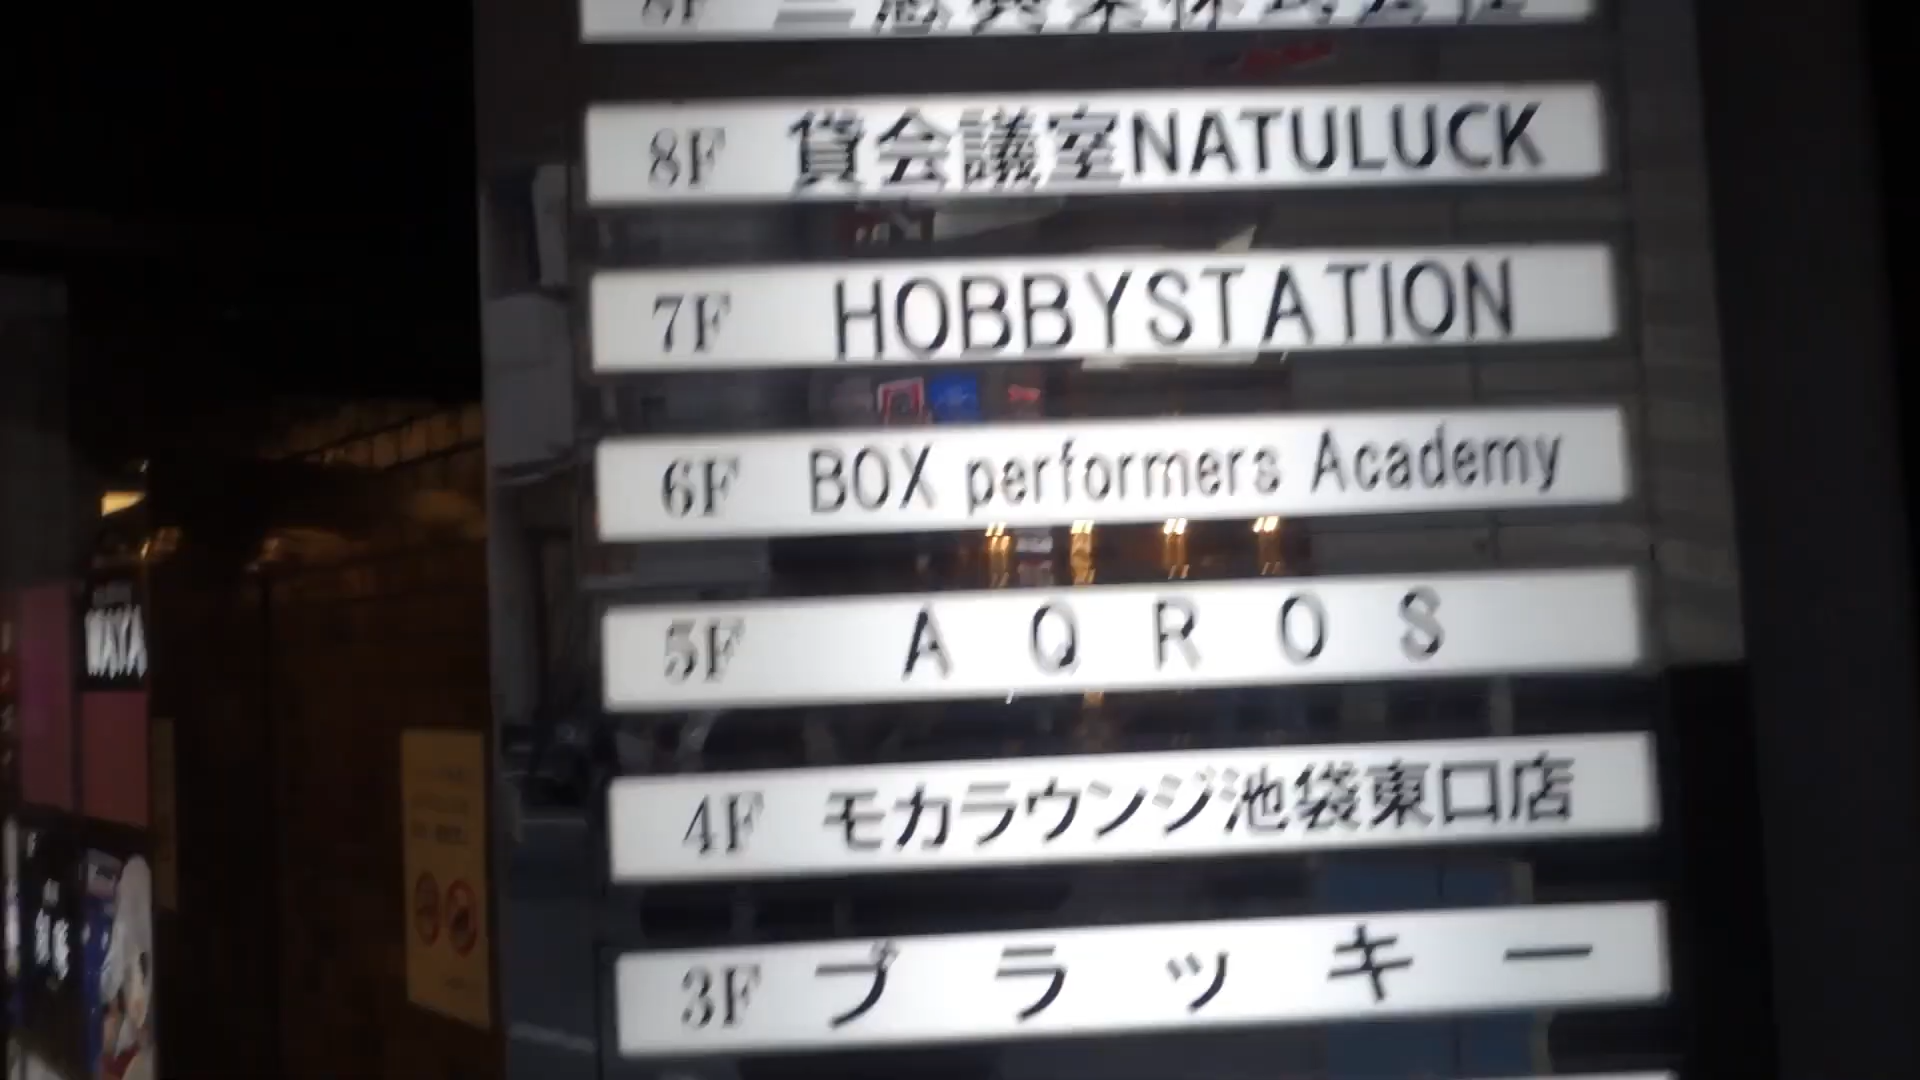 8F 貸会議室NATULUCK
7F HOBBYSTATION
6F BOX performers Academy
5F AQROS
4F モカラウンジ池袋東口店
3F ブラッキー